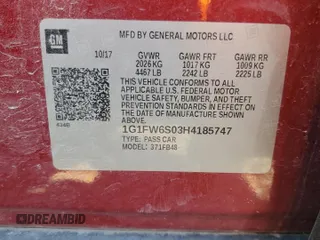 GM
MFD BY GENERAL MOTORS LLC
10/17 GVWR GAWR FRT GAWR RR
2026 KG 1017 KG 1009 KG
4467 LB 2242 LB 2225 LB
THIS VEHICLE CONFORMS TO ALL
APPLICABLE U.S. FEDERAL MOTOR
VEHICLE SAFETY, BUMPER, AND THEFT
PREVENTION STANDARDS IN EFFECT ON
THE DATE OF MANUFACTURE SHOWN
ABOVE.
1G1FW6S03H4185747
TYPE: PASS CAR
MODEL: 371FB48
DREAMBID